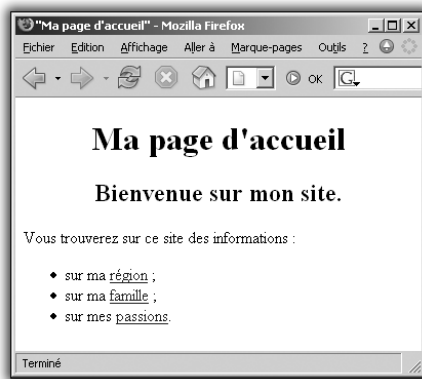 "Ma page d'accueil" - Mozilla Firefox
Fichier Edition Affichage Aller à Marque-pages Outils ?
OK G
Ma page d'accueil
Bienvenue sur mon site.
Vous trouverez sur ce site des informations :
sur ma région ;
sur ma famille ;
sur mes passions.
Terminé